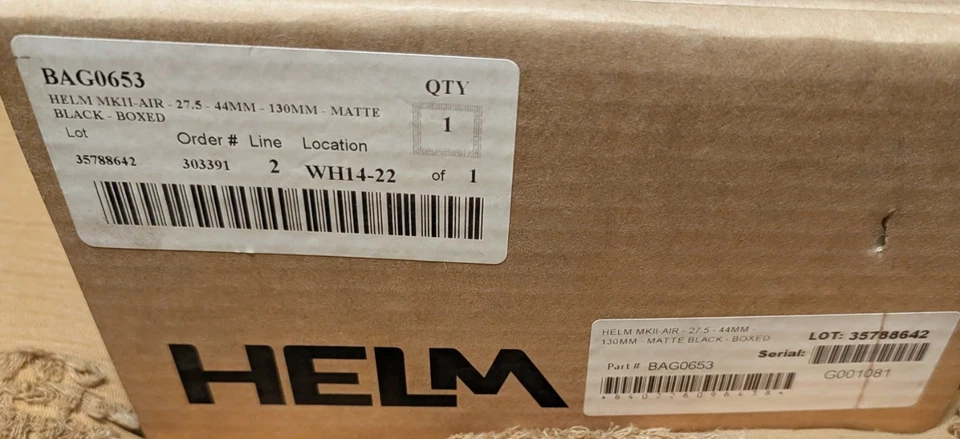 BAG0653
QTY
HELM MKII-AIR - 27.5 - 44MM - 130MM - MATTE
BLACK - BOXED
1
Lot
Order # Line Location
35788642 303391 2 WH14-22 of 1
HELM
HELM MKII-AIR - 27.5 - 44MM -
130MM - MATTE BLACK - BOXED
LOT: 35788642
Serial:
Part # BAG0653
G001081